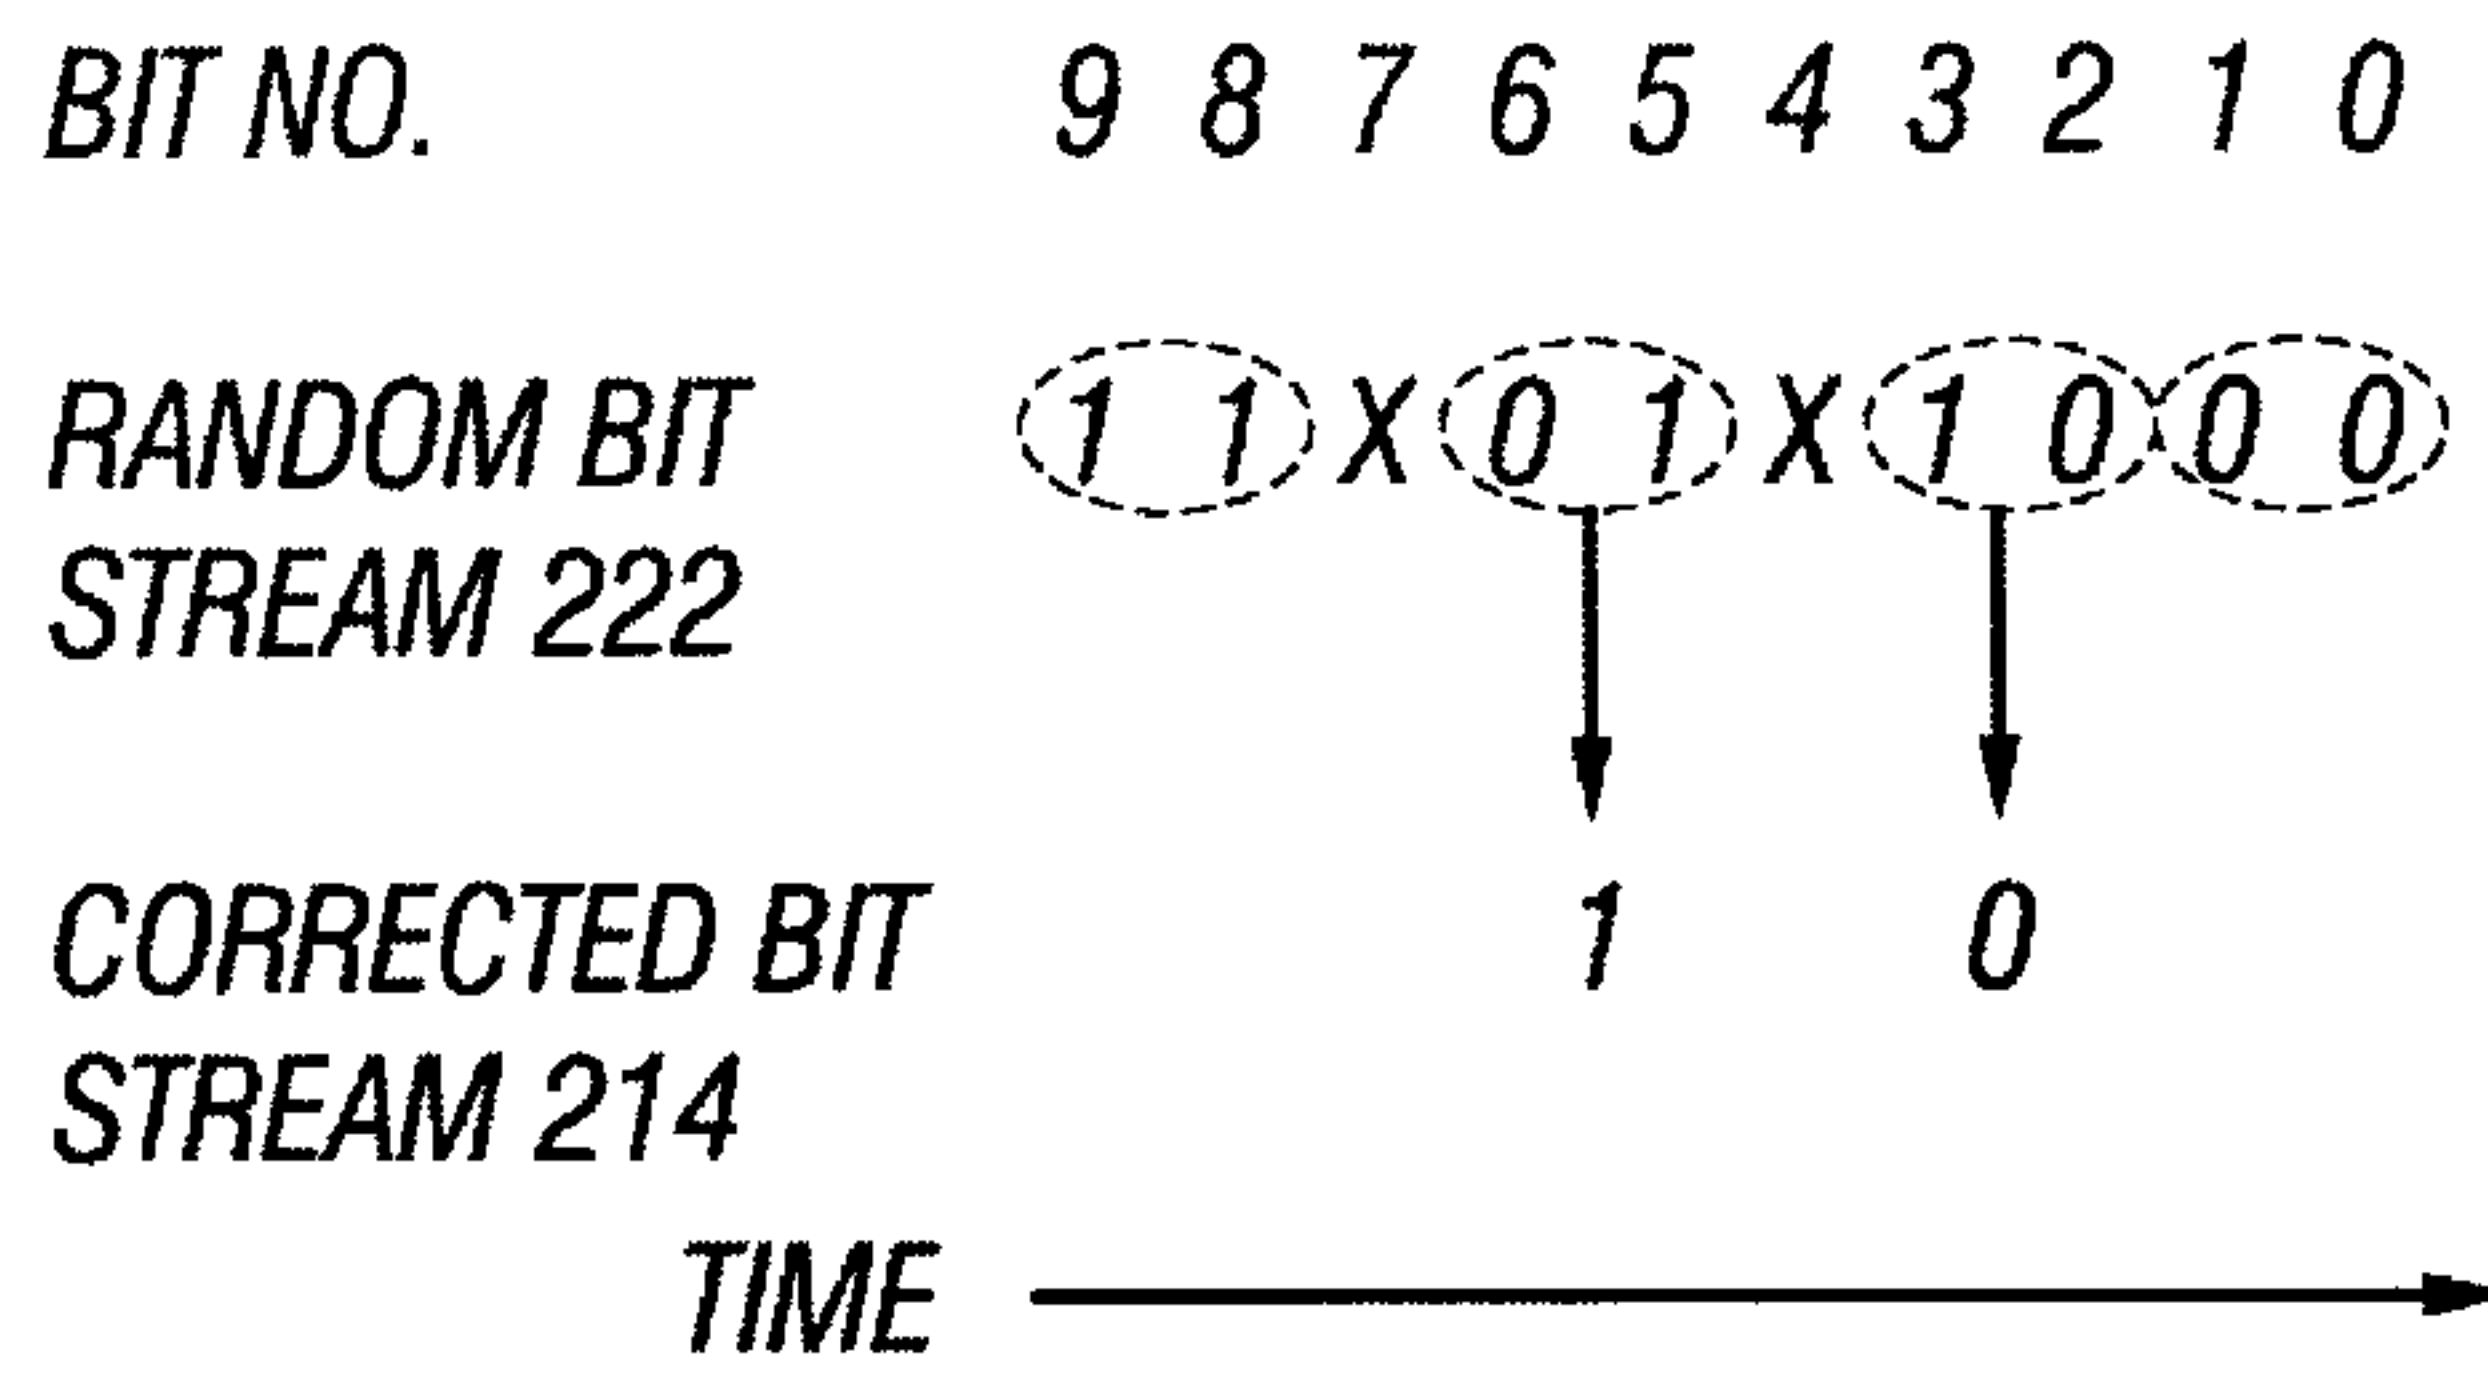 BIT NO. 9 8 7 6 5 4 3 2 1 0
RANDOM BIT 1 1 X 0 1 X 1 0 0 0
STREAM 222
CORRECTED BIT 1 0
STREAM 214
TIME